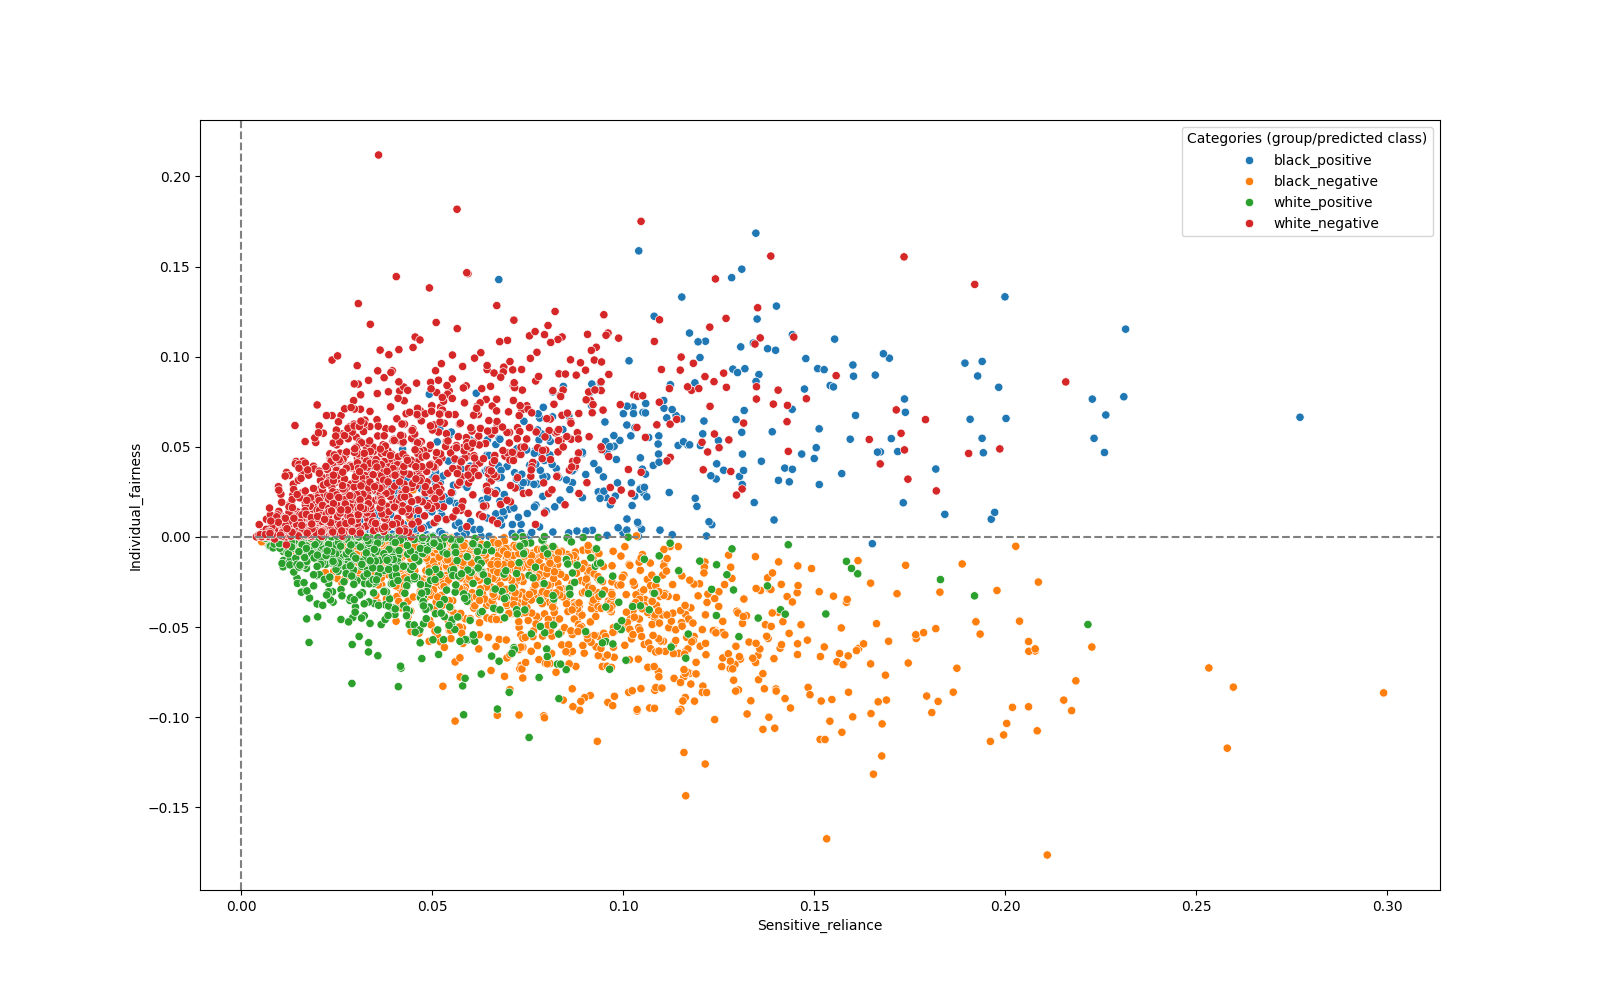 Categories (group/predicted class)
black_positive
black_negative
white_positive
white_negative
0.20
0.15
0.10
0.05
0.00
−0.05
−0.10
−0.15
Individual_fairness
0.00 0.05 0.10 0.15 0.20 0.25 0.30
Sensitive_reliance